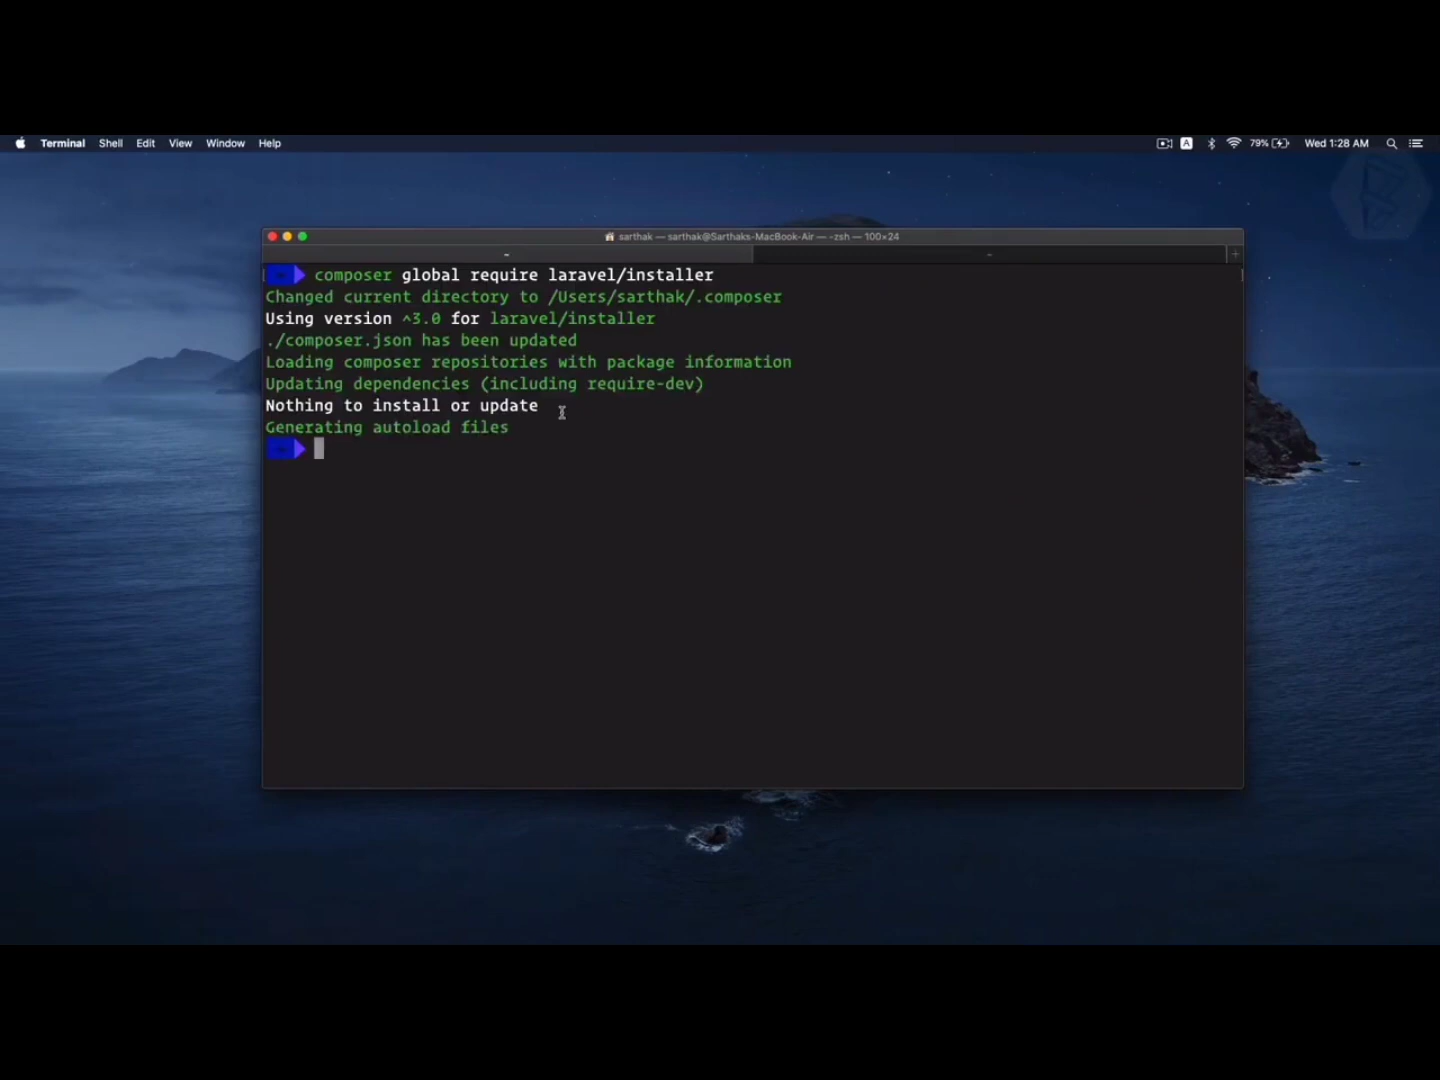 Terminal Shell Edit View Window Help A 79% Wed 1:28 AM
sarthak — sarthak@Sarthaks-MacBook-Air — -zsh — 100×24
~ ~ +
~ composer global require laravel/installer
Changed current directory to /Users/sarthak/.composer
Using version ^3.0 for laravel/installer
./composer.json has been updated
Loading composer repositories with package information
Updating dependencies (including require-dev)
Nothing to install or update
Generating autoload files
~